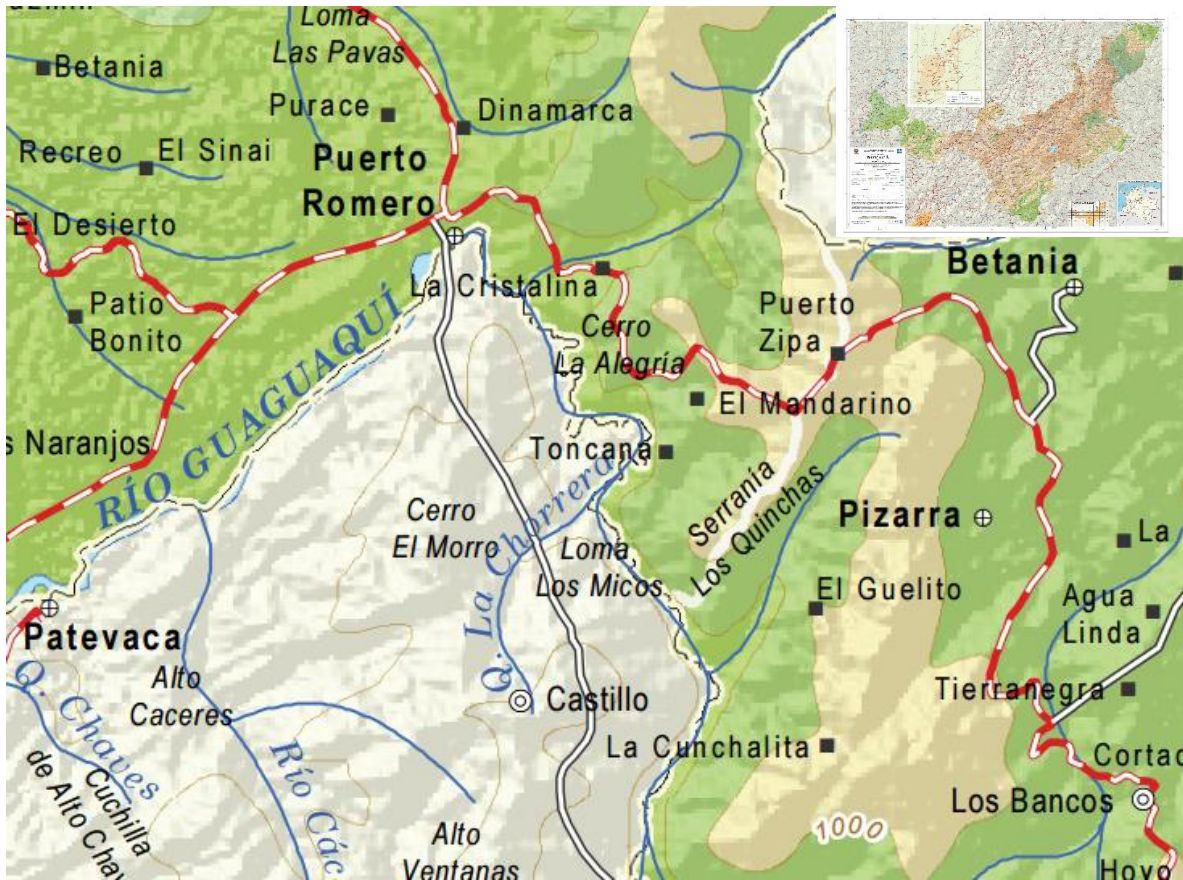 Loma
Las Pavas
Betania
Purace
Dinamarca
Recreo
El Sinai
Puerto
Romero
El Desierto
Betania
La Cristalina
Patio
Bonito
Puerto
Zipa
Cerro
La Alegría
RÍO GUAGUAQUÍ
El Mandarino
Naranjos
Toncana
Serranía
Los Quinchas
Cerro
El Morro
Q. La Chorrera
Pizarra
La
Loma
Los Micos
El Guelito
Agua
Linda
Patevaca
Alto
Caceres
Castillo
Tierranegra
Q. Chaves
La Cunchalita
Cuchilla
de Alto Chav
Río Các
Los Bancos
1000
Alto
Ventanas
Hoyo